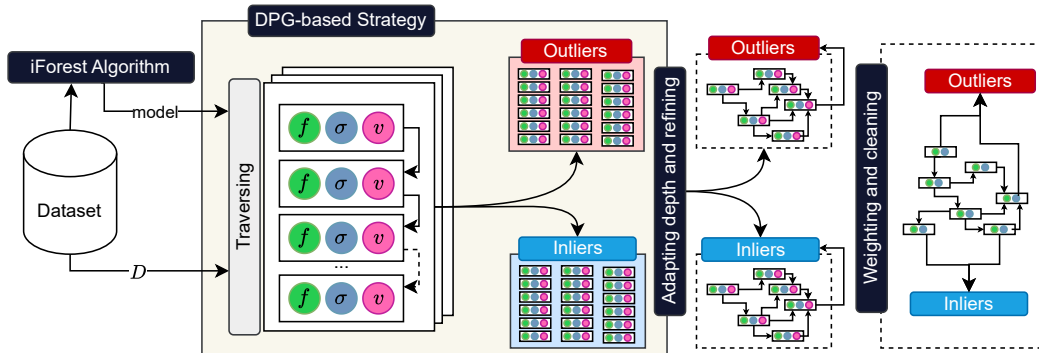 DPG-based Strategy
iForest Algorithm
model
Dataset
D
Traversing
f σ v
f σ v
f σ v
...
f σ v
Outliers
Inliers
Adapting depth and refining
Outliers
Inliers
Weighting and cleaning
Outliers
Inliers